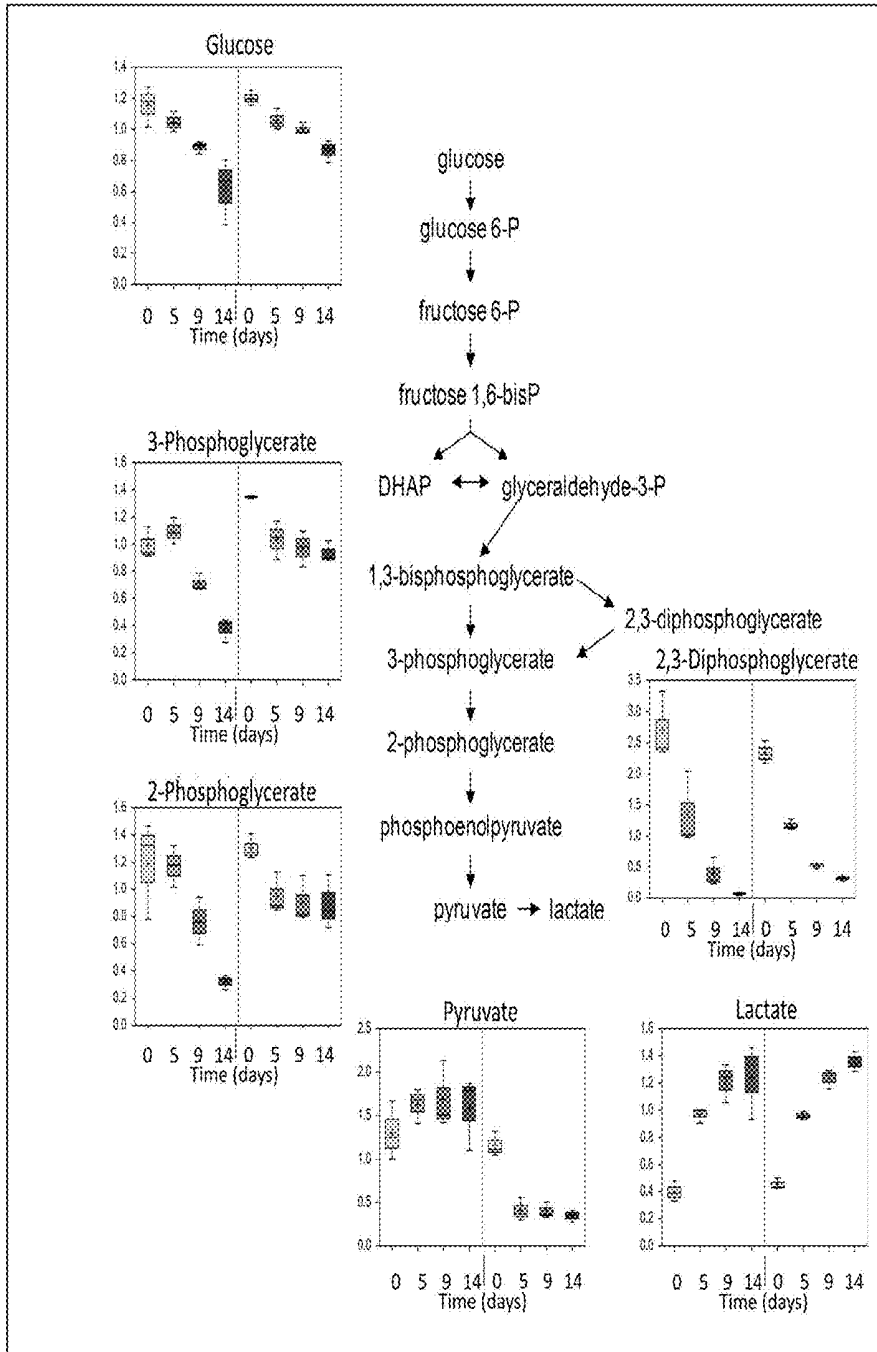 Glucose
1.4
1.2
1.0
0.8
0.6
0.4
0.2
0.0
0 5 9 14 0 5 9 14
Time (days)
glucose
glucose 6-P
fructose 6-P
fructose 1,6-bisP
DHAP
glyceraldehyde-3-P
1,3-bisphosphoglycerate
2,3-diphosphoglycerate
3-phosphoglycerate
2-phosphoglycerate
phosphoenolpyruvate
pyruvate
lactate
3-Phosphoglycerate
1.6
1.4
1.2
1.0
0.8
0.6
0.4
0.2
0.0
0 5 9 14 0 5 9 14
Time (days)
2,3-Diphosphoglycerate
3.5
3.0
2.5
2.0
1.5
1.0
0.5
0.0
0 5 9 14 0 5 9 14
Time (days)
2-Phosphoglycerate
1.6
1.4
1.2
1.0
0.8
0.6
0.4
0.2
0.0
0 5 9 14 0 5 9 14
Time (days)
Pyruvate
2.5
2.0
1.5
1.0
0.5
0.0
0 5 9 14 0 5 9 14
Time (days)
Lactate
1.6
1.4
1.2
1.0
0.8
0.6
0.4
0.2
0.0
0 5 9 14 0 5 9 14
Time (days)